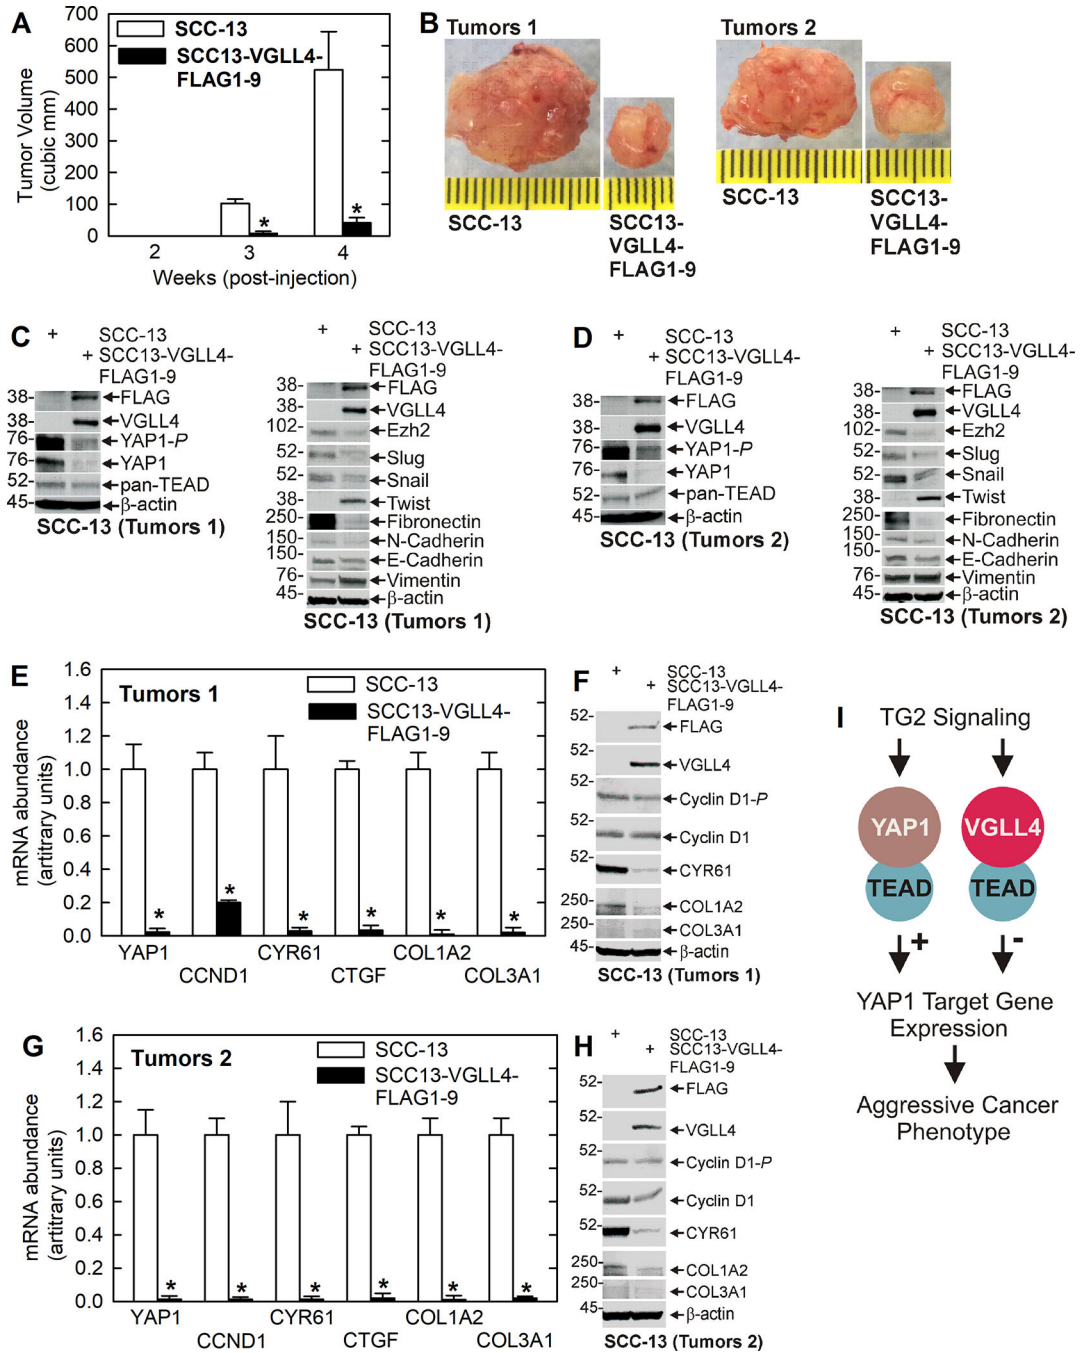 A
700
600
500
400
300
200
100
0
Tumor Volume
(cubic mm)
SCC-13
SCC13-VGLL4-
FLAG1-9
*
*
2 3 4
Weeks (post-injection)
B
Tumors 1
SCC-13
SCC13-
VGLL4-
FLAG1-9
Tumors 2
SCC-13
SCC13-
VGLL4-
FLAG1-9
C
+ SCC-13
+ SCC13-VGLL4-
FLAG1-9
38- FLAG
38- VGLL4
76- YAP1-P
76- YAP1
52- pan-TEAD
45- β-actin
SCC-13 (Tumors 1)
+ SCC-13
+ SCC13-VGLL4-
FLAG1-9
38- FLAG
38- VGLL4
102- Ezh2
52- Slug
52- Snail
38- Twist
250- Fibronectin
150- N-Cadherin
150- E-Cadherin
76- Vimentin
45- β-actin
SCC-13 (Tumors 1)
D
+ SCC-13
+ SCC13-VGLL4-
FLAG1-9
38- FLAG
38- VGLL4
76- YAP1-P
76- YAP1
52- pan-TEAD
45- β-actin
SCC-13 (Tumors 2)
+ SCC-13
+ SCC13-VGLL4-
FLAG1-9
38- FLAG
38- VGLL4
102- Ezh2
52- Slug
52- Snail
38- Twist
250- Fibronectin
150- N-Cadherin
150- E-Cadherin
76- Vimentin
45- β-actin
SCC-13 (Tumors 2)
E
1.6
1.4
1.2
1.0
0.8
0.6
0.4
0.2
0.0
mRNA abundance
(artitrary units)
Tumors 1
SCC-13
SCC13-VGLL4-
FLAG1-9
* * * * * *
YAP1 CYR61 COL1A2
CCND1 CTGF COL3A1
F
+ SCC-13
+ SCC13-VGLL4-
FLAG1-9
52- FLAG
52- VGLL4
52- Cyclin D1-P
52- Cyclin D1
52- CYR61
250- COL1A2
250- COL3A1
45- β-actin
SCC-13 (Tumors 1)
G
1.6
1.4
1.2
1.0
0.8
0.6
0.4
0.2
0.0
mRNA abundance
(artitrary units)
Tumors 2
SCC-13
SCC13-VGLL4-
FLAG1-9
* * * * * *
YAP1 CYR61 COL1A2
CCND1 CTGF COL3A1
H
+ SCC-13
+ SCC13-VGLL4-
FLAG1-9
52- FLAG
52- VGLL4
52- Cyclin D1-P
52- Cyclin D1
52- CYR61
250- COL1A2
250- COL3A1
45- β-actin
SCC-13 (Tumors 2)
I
TG2 Signaling
YAP1 VGLL4
TEAD TEAD
+ -
YAP1 Target Gene
Expression
Aggressive Cancer
Phenotype